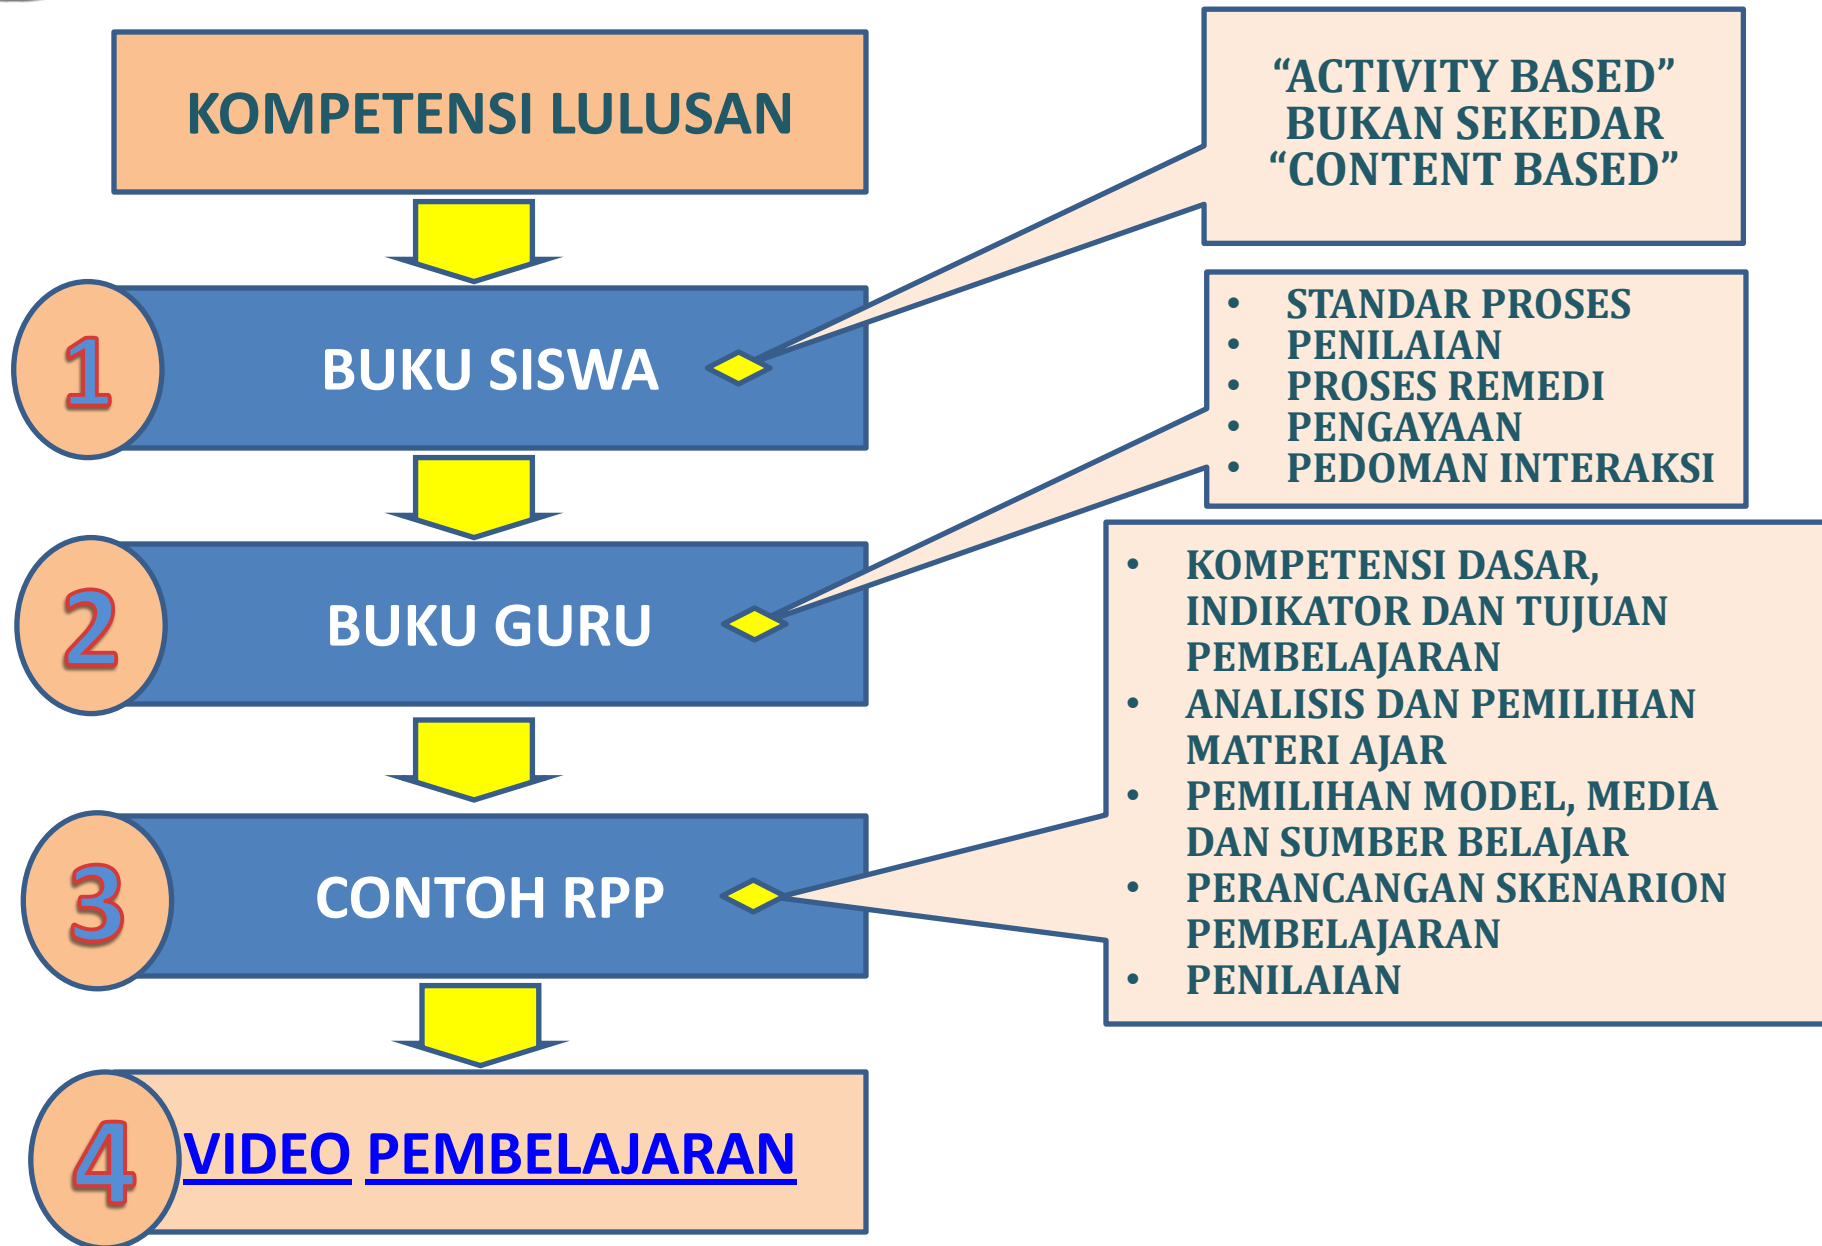 KOMPETENSI LULUSAN
“ACTIVITY BASED”
BUKAN SEKEDAR
“CONTENT BASED”
1
BUKU SISWA
• STANDAR PROSES
• PENILAIAN
• PROSES REMEDI
• PENGAYAAN
• PEDOMAN INTERAKSI
2
BUKU GURU
• KOMPETENSI DASAR,
INDIKATOR DAN TUJUAN
PEMBELAJARAN
• ANALISIS DAN PEMILIHAN
MATERI AJAR
• PEMILIHAN MODEL, MEDIA
DAN SUMBER BELAJAR
• PERANCANGAN SKENARION
PEMBELAJARAN
• PENILAIAN
3
CONTOH RPP
4
VIDEO PEMBELAJARAN